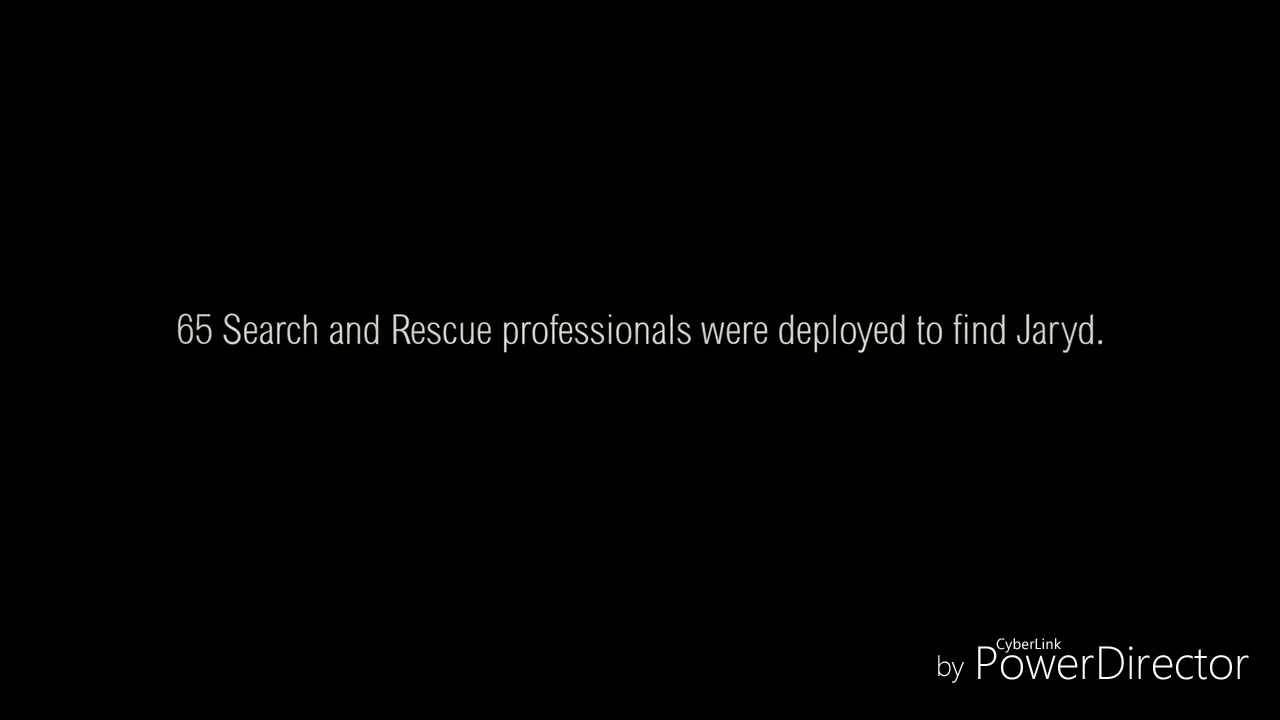 65 Search and Rescue professionals were deployed to find Jaryd.
CyberLink
by PowerDirector